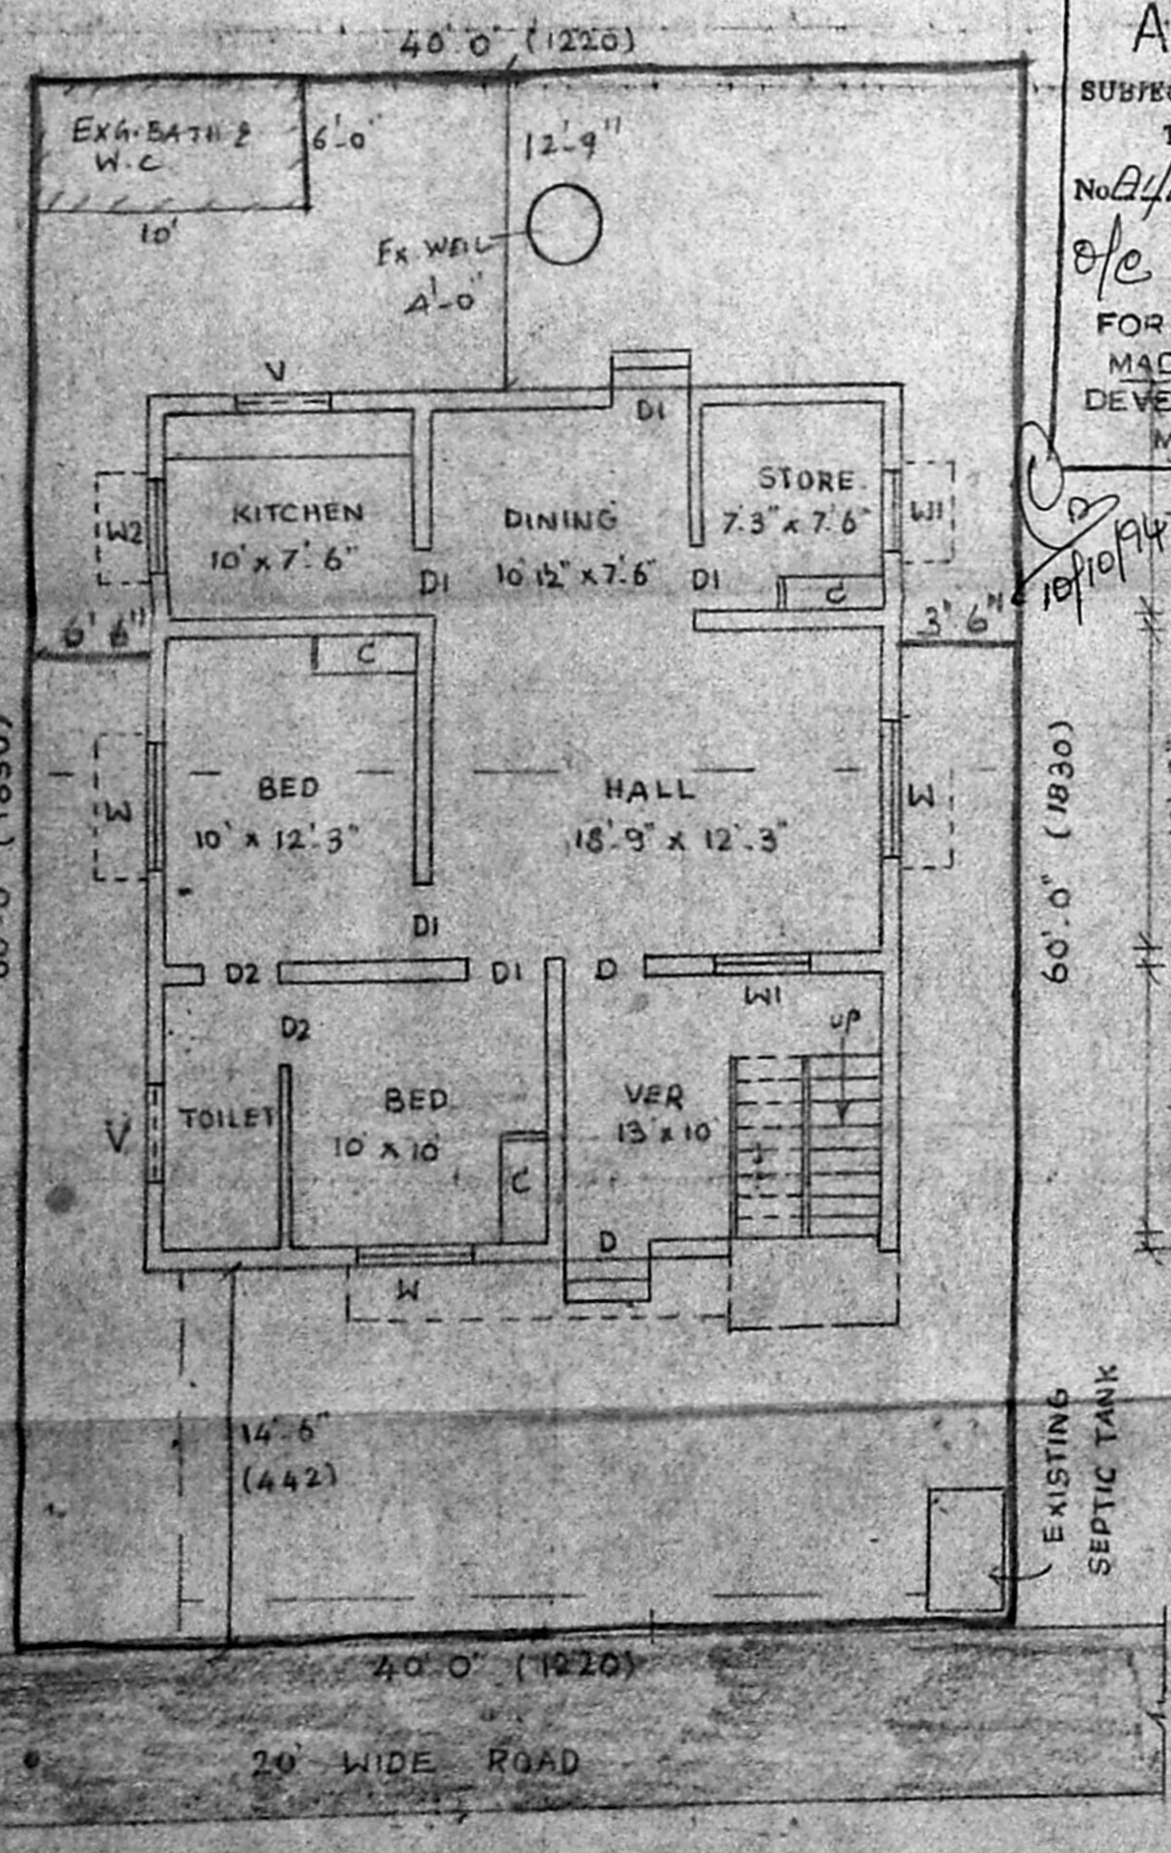 40' 0" (1220)
A
SUBJE
EXG. BATH &
W.C
6'-0"
10'
12'-9"
No A4/
O/C
EX WELL
4'-0"
FOR
MAD
DEVE
M
V
D1
W2
KITCHEN
10' x 7'. 6"
D1
DINING
10' 1½" x 7'. 6"
D1
STORE
7'.3" x 7'. 6"
C
W1
10/10/94
6' 6"
3' 6"
C
W
BED
10' x 12'. 3"
HALL
18'. 9" x 12'. 3"
W
60'. 0" (1830)
D1
D2
D1
D
W1
D2
UP
V
TOILET
BED
10' x 10'
C
VER
13' x 10'
W
D
14'-6"
(442)
EXISTING
SEPTIC TANK
40' 0" (1220)
20' WIDE ROAD